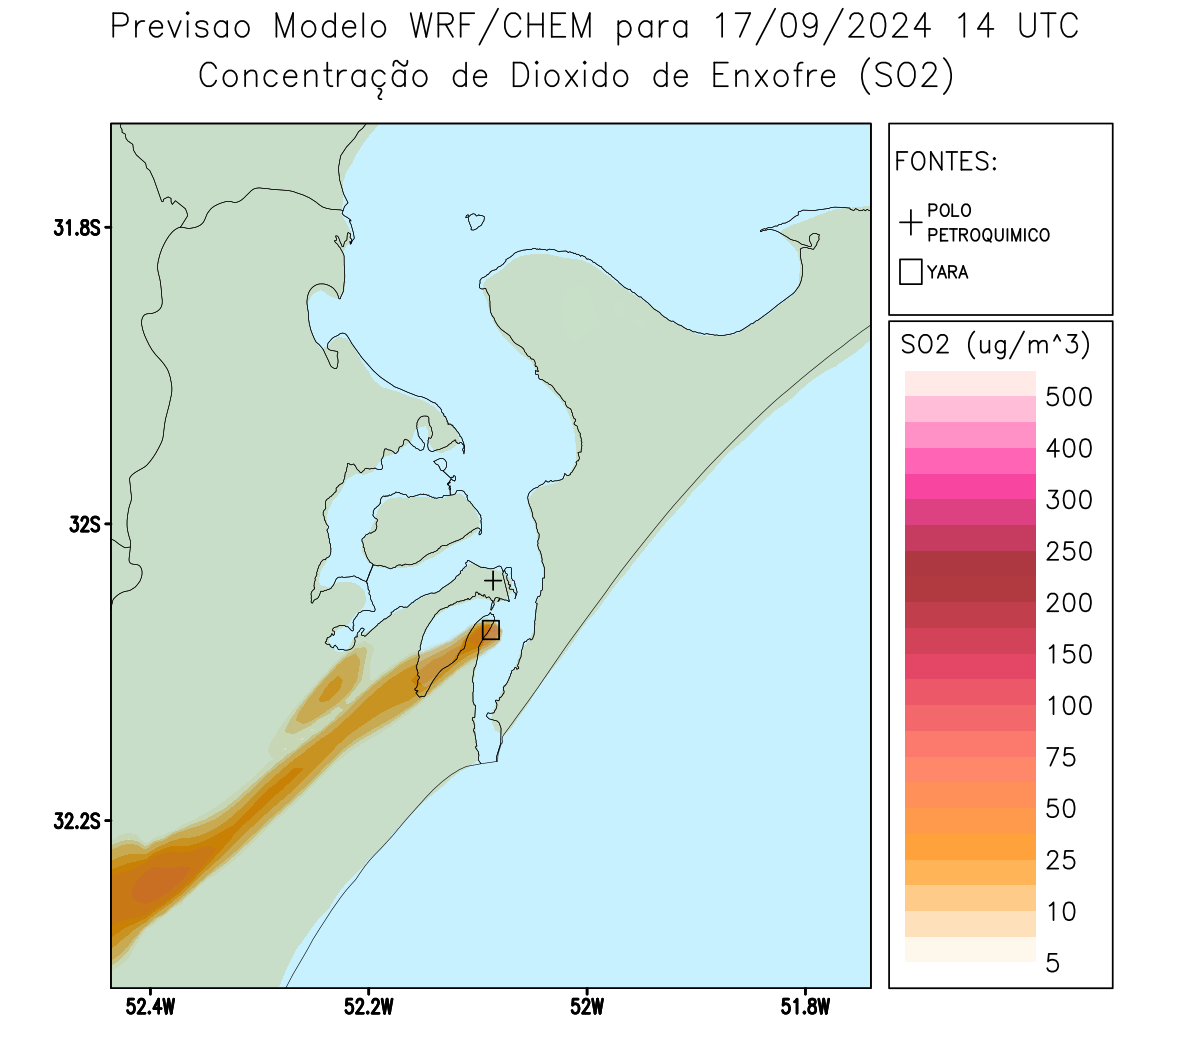 Previsao Modelo WRF/CHEM para 17/09/2024 14 UTC
Concentração de Dioxido de Enxofre (SO2)
FONTES:
POLO
PETROQUIMICO
YARA
31.8S
32S
32.2S
52.4W
52.2W
52W
51.8W
SO2 (ug/m^3)
500
400
300
250
200
150
100
75
50
25
10
5